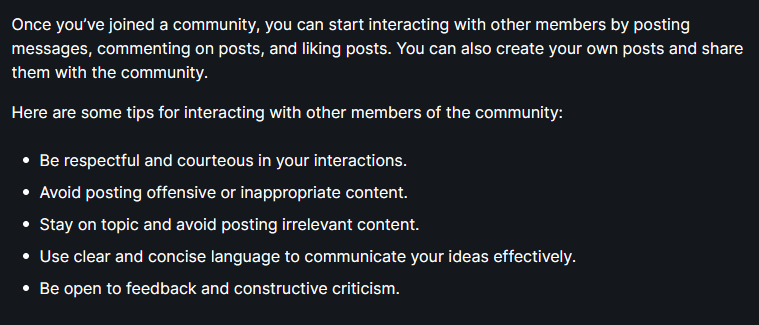 Once you’ve joined a community, you can start interacting with other members by posting
messages, commenting on posts, and liking posts. You can also create your own posts and share
them with the community.
Here are some tips for interacting with other members of the community:
• Be respectful and courteous in your interactions.
• Avoid posting offensive or inappropriate content.
• Stay on topic and avoid posting irrelevant content.
• Use clear and concise language to communicate your ideas effectively.
• Be open to feedback and constructive criticism.